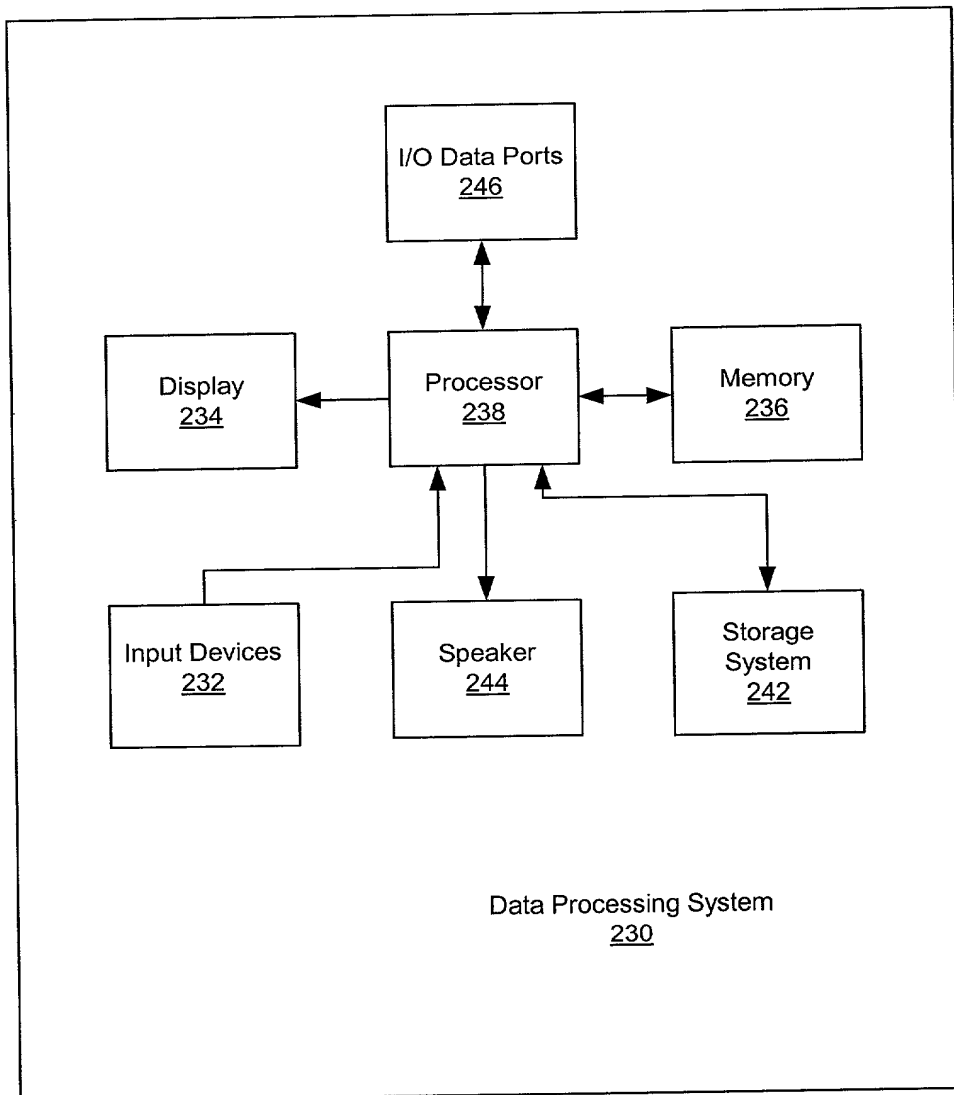 I/O Data Ports
246
Display
234
Processor
238
Memory
236
Input Devices
232
Speaker
244
Storage
System
242
Data Processing System
230